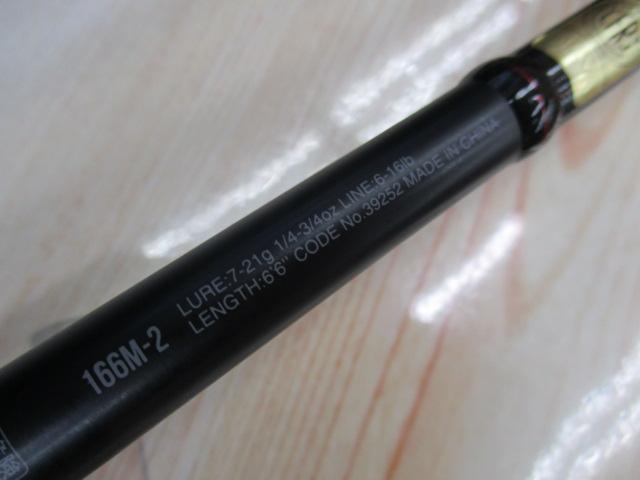 166M-2
LURE:7-21g 1/4-3/4oz LINE:6-16lb
LENGTH:6'6" CODE No.39252 MADE IN CHINA